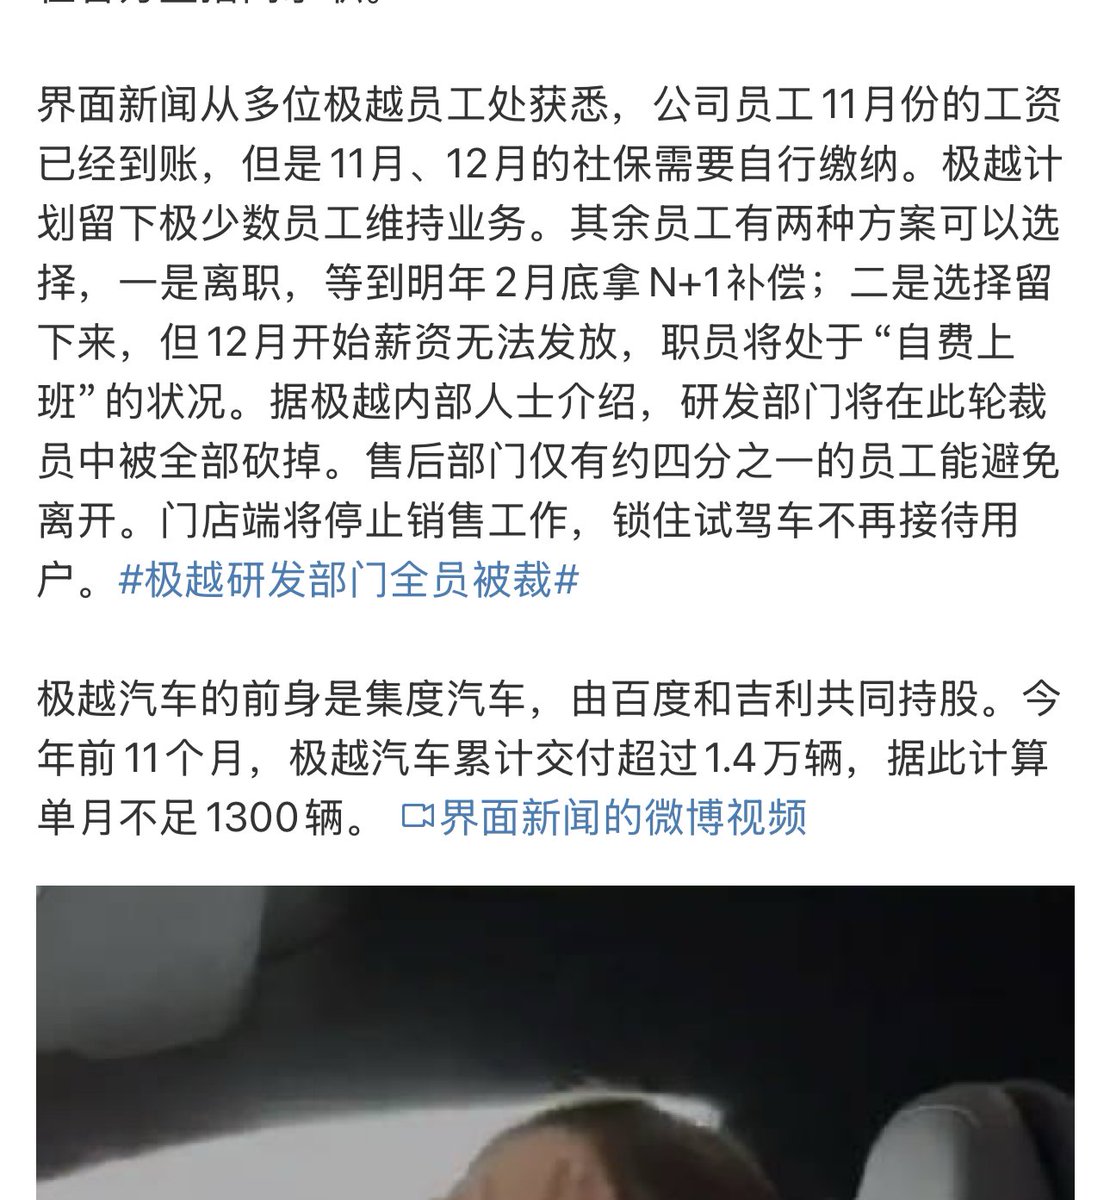 界面新闻从多位极越员工处获悉，公司员工11月份的工资
已经到账，但是11月、12月的社保需要自行缴纳。极越计
划留下极少数员工维持业务。其余员工有两种方案可以选
择，一是离职，等到明年2月底拿N+1补偿；二是选择留
下来，但12月开始薪资无法发放，职员将处于“自费上
班”的状况。据极越内部人士介绍，研发部门将在此轮裁
员中被全部砍掉。售后部门仅有约四分之一的员工能避免
离开。门店端将停止销售工作，锁住试驾车不再接待用
户。#极越研发部门全员被裁#
极越汽车的前身是集度汽车，由百度和吉利共同持股。今
年前11个月，极越汽车累计交付超过1.4万辆，据此计算
单月不足1300辆。 界面新闻的微博视频